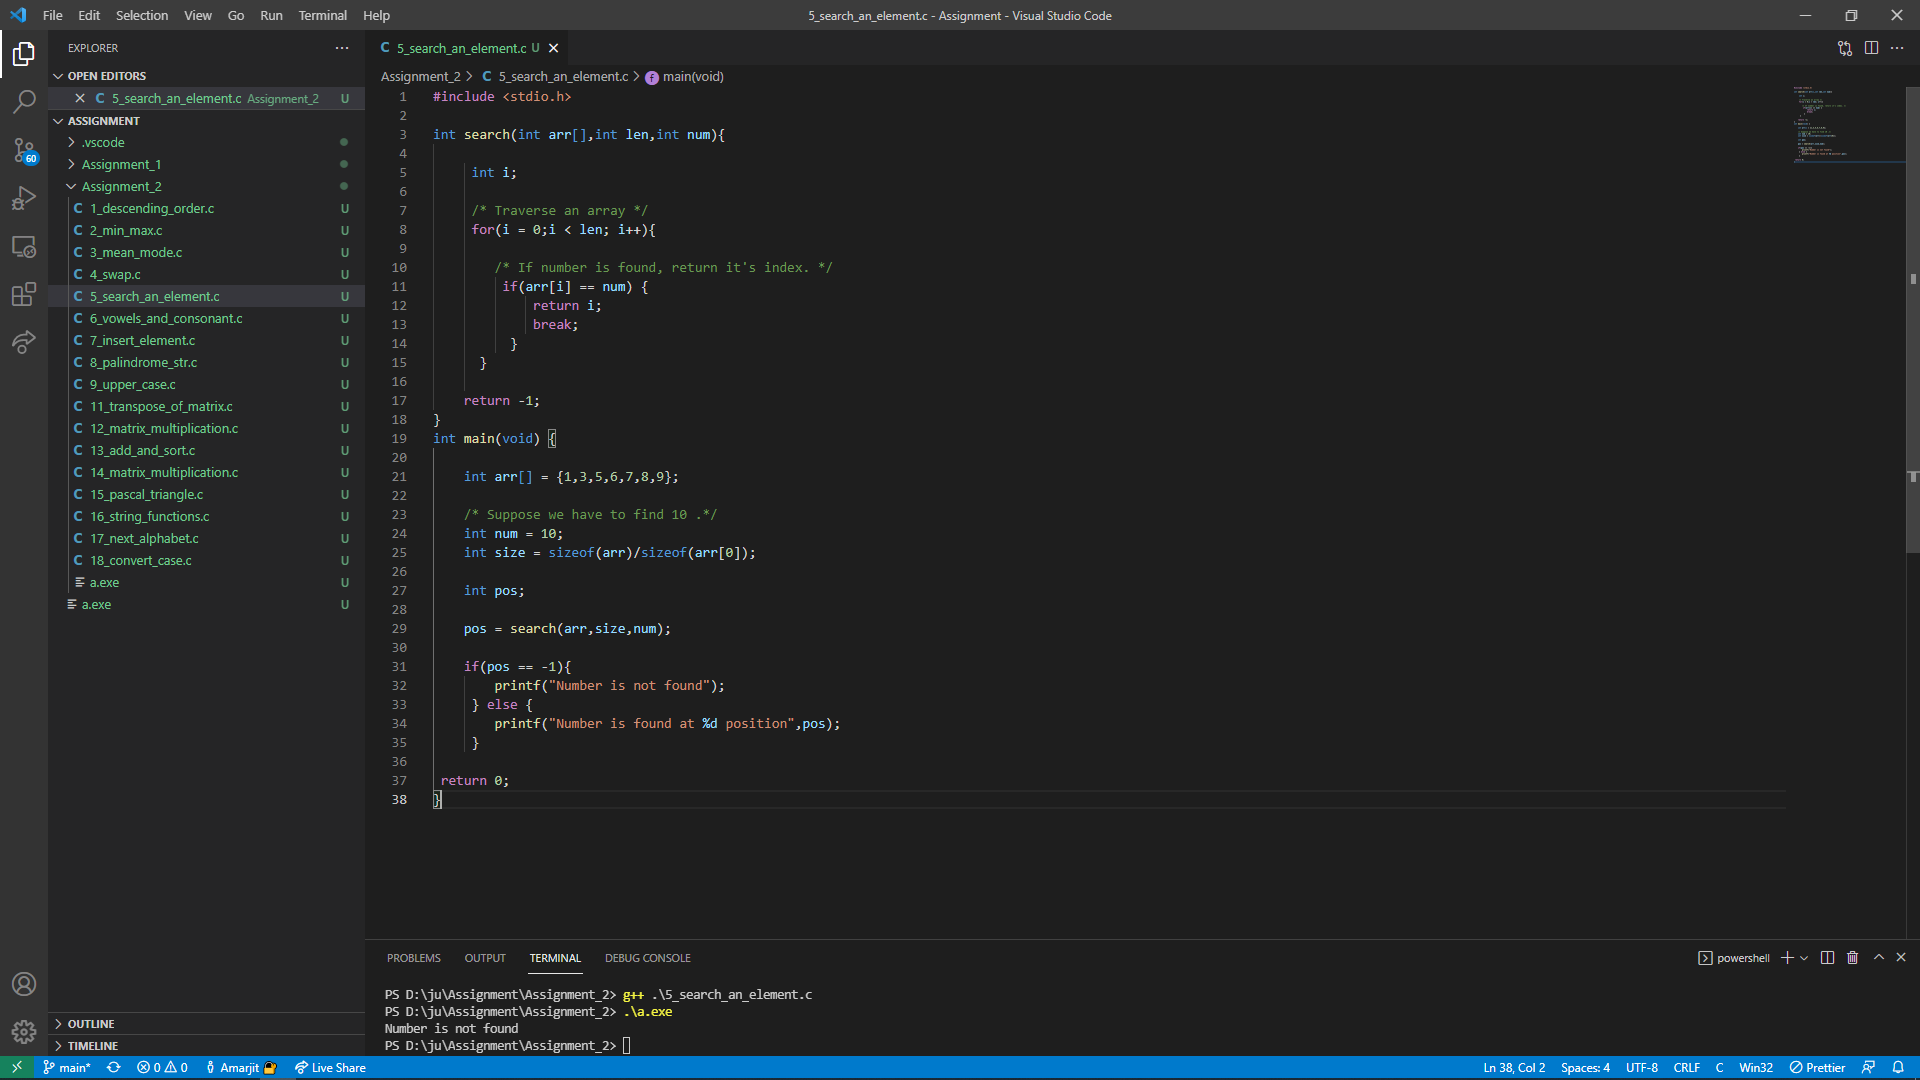 File Edit Selection View Go Run Terminal Help
5_search_an_element.c - Assignment - Visual Studio Code
EXPLORER
OPEN EDITORS
5_search_an_element.c Assignment_2 U
ASSIGNMENT
.vscode
Assignment_1
Assignment_2
1_descending_order.c U
2_min_max.c U
3_mean_mode.c U
4_swap.c U
5_search_an_element.c U
6_vowels_and_consonant.c U
7_insert_element.c U
8_palindrome_str.c U
9_upper_case.c U
11_transpose_of_matrix.c U
12_matrix_multiplication.c U
13_add_and_sort.c U
14_matrix_multiplication.c U
15_pascal_triangle.c U
16_string_functions.c U
17_next_alphabet.c U
18_convert_case.c U
a.exe U
a.exe U
OUTLINE
TIMELINE
60
C 5_search_an_element.c U
Assignment_2 > C 5_search_an_element.c > main(void)
1 #include <stdio.h>
2
3 int search(int arr[],int len,int num){
4
5 int i;
6
7 /* Traverse an array */
8 for(i = 0;i < len; i++){
9
10 /* If number is found, return it's index. */
11 if(arr[i] == num) {
12 return i;
13 break;
14 }
15 }
16
17 return -1;
18 }
19 int main(void) {
20
21 int arr[] = {1,3,5,6,7,8,9};
22
23 /* Suppose we have to find 10 .*/
24 int num = 10;
25 int size = sizeof(arr)/sizeof(arr[0]);
26
27 int pos;
28
29 pos = search(arr,size,num);
30
31 if(pos == -1){
32 printf("Number is not found");
33 } else {
34 printf("Number is found at %d position",pos);
35 }
36
37 return 0;
38 }
PROBLEMS OUTPUT TERMINAL DEBUG CONSOLE
powershell
PS D:\ju\Assignment\Assignment_2> g++ .\5_search_an_element.c
PS D:\ju\Assignment\Assignment_2> .\a.exe
Number is not found
PS D:\ju\Assignment\Assignment_2>
main* 0 0 Amarjit Live Share
Ln 38, Col 2 Spaces: 4 UTF-8 CRLF C Win32 Prettier